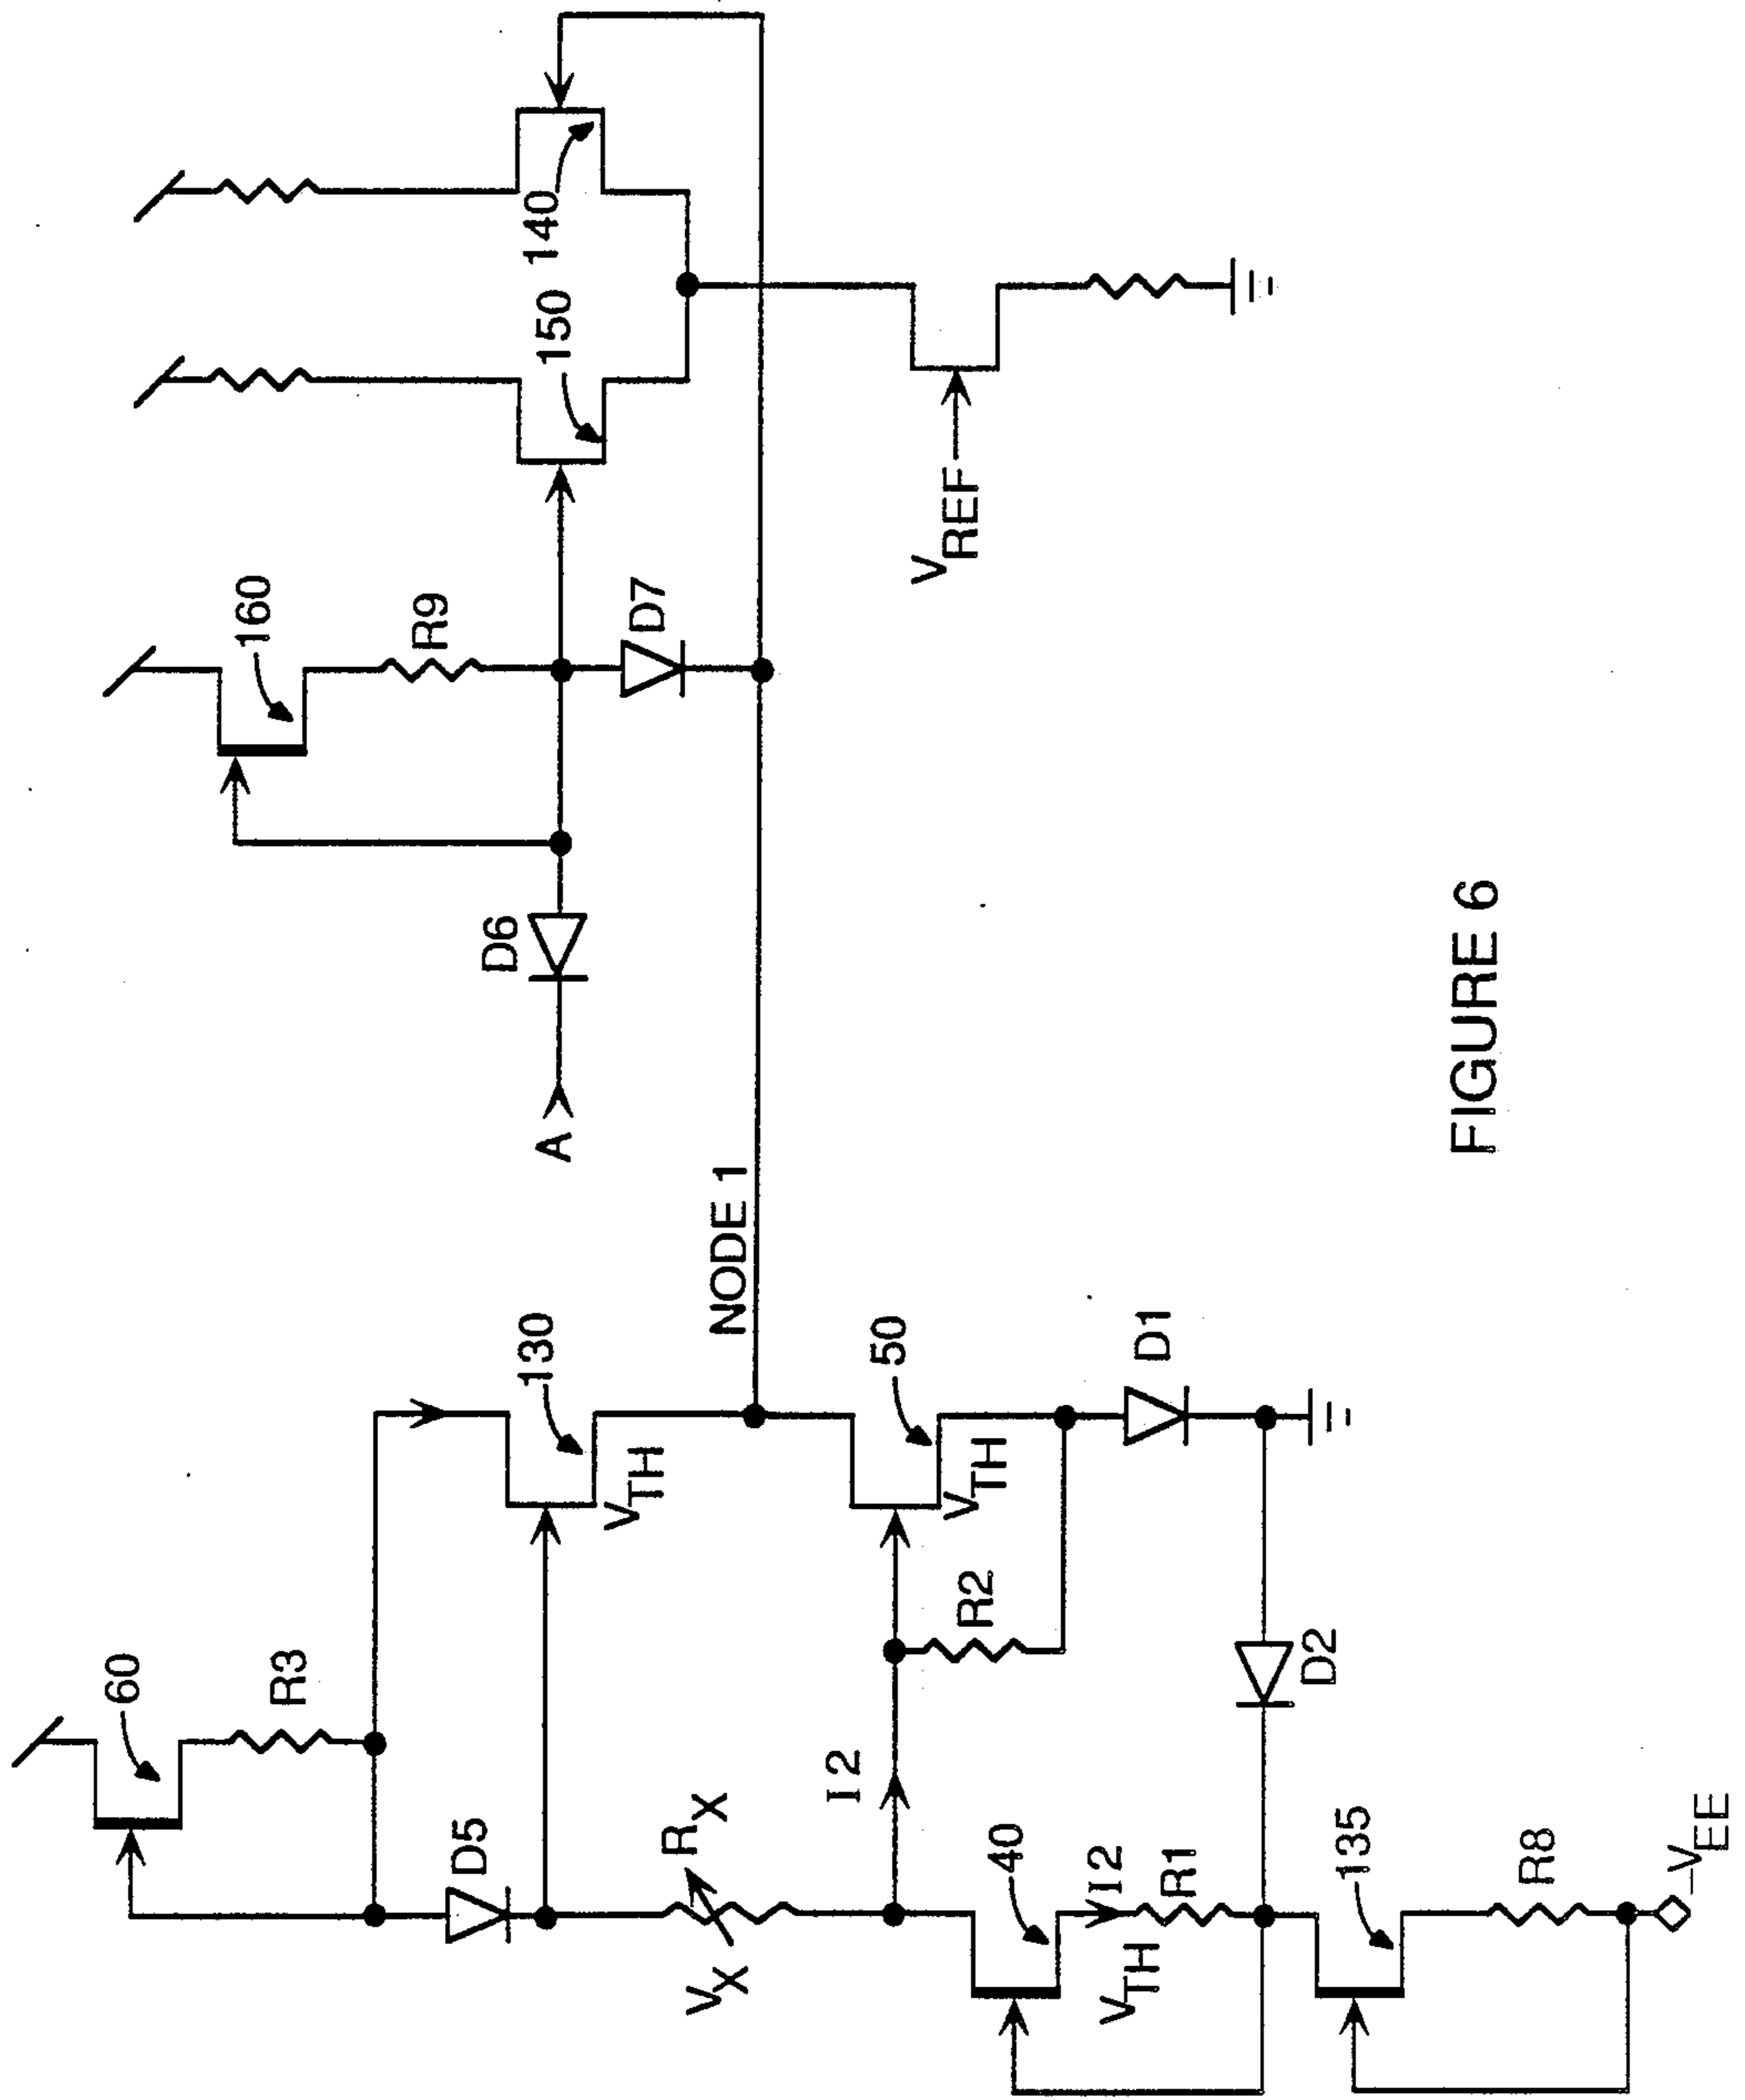 60
R3
D5
130
V_TH
R_X
V_X
NODE 1
I2
50
V_TH
R2
D1
40
I2
R1
V_TH
D2
135
R8
-V_EE
A
D6
160
R9
D7
150
140
V_REF
FIGURE 6